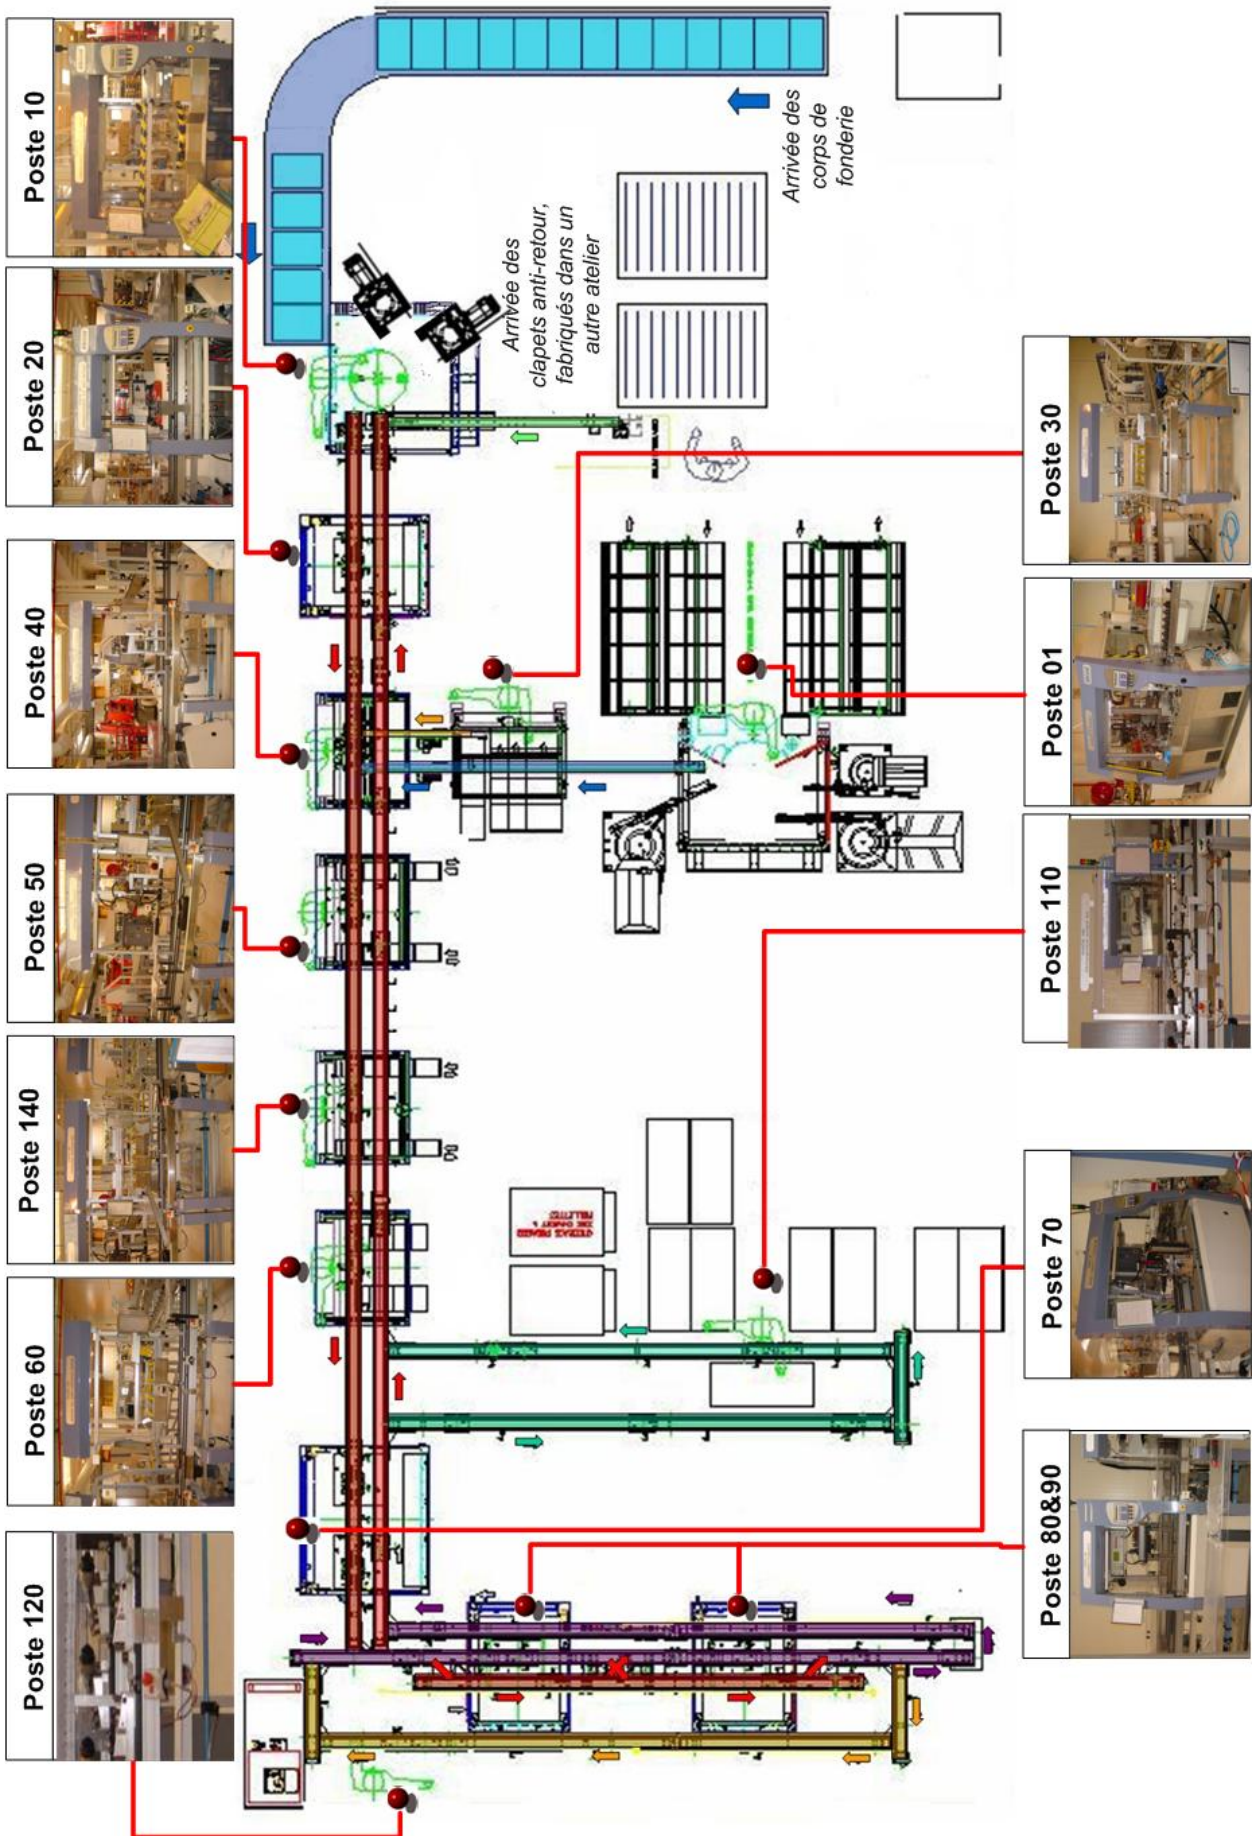 Poste 10
Poste 20
Poste 40
Poste 50
Poste 140
Poste 60
Poste 120
Arrivée des
corps de
fonderie
Arrivée des
clapets anti-retour,
fabriqués dans un
autre atelier
Poste 30
Poste 01
Poste 110
Poste 70
Poste 80&90